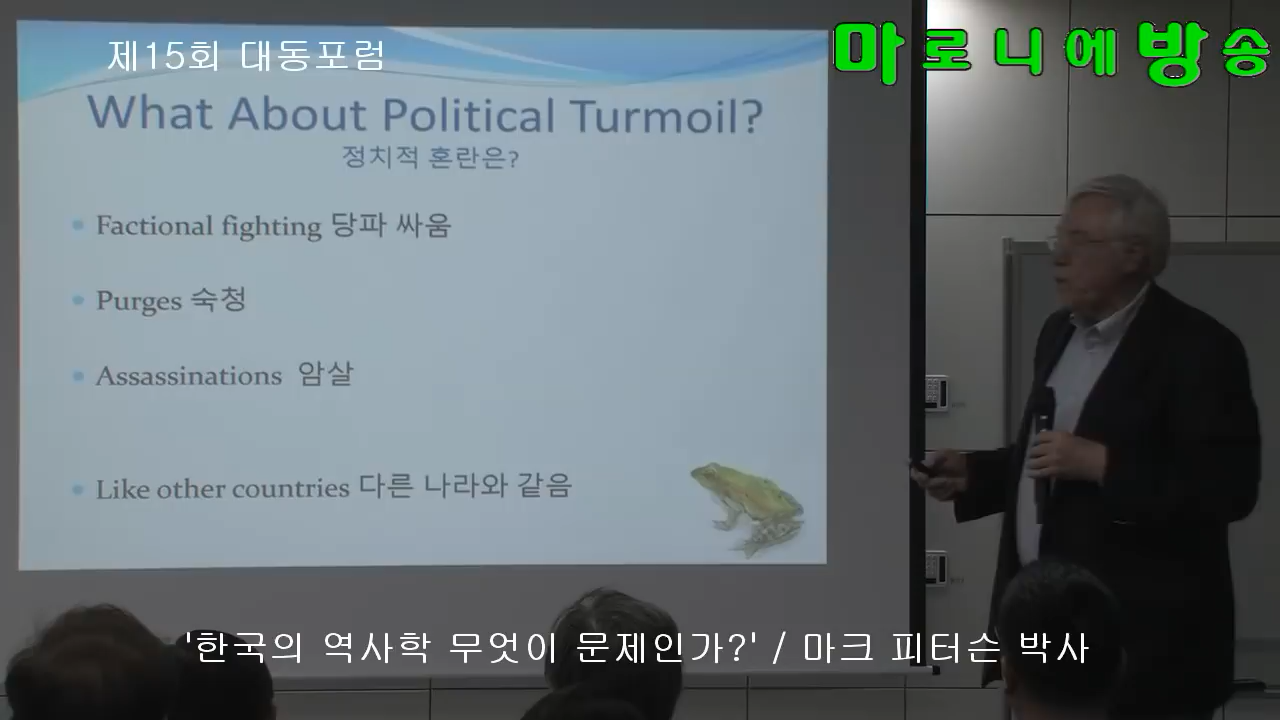 제15회 대동포럼
마로니에방송
What About Political Turmoil?
정치적 혼란은?
Factional fighting 당파 싸움
Purges 숙청
Assassinations 암살
Like other countries 다른 나라와 같음
'한국의 역사학 무엇이 문제인가?' / 마크 피터슨 박사